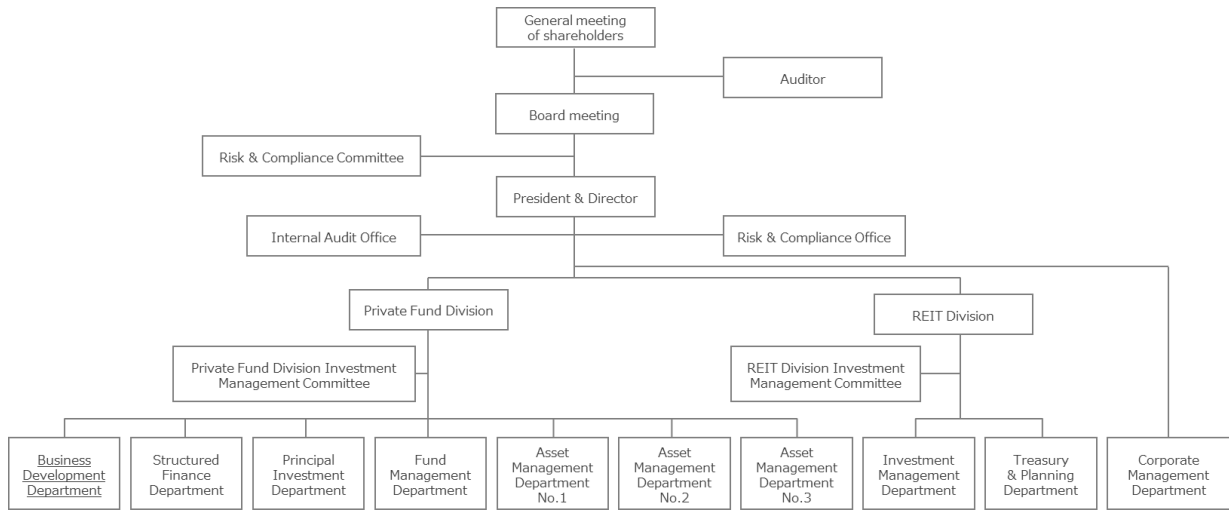 General meeting
of shareholders
Auditor
Board meeting
Risk & Compliance Committee
President & Director
Internal Audit Office
Risk & Compliance Office
Private Fund Division
REIT Division
Private Fund Division Investment
Management Committee
REIT Division Investment
Management Committee
Business
Development
Department
Structured
Finance
Department
Principal
Investment
Department
Fund
Management
Department
Asset
Management
Department
No.1
Asset
Management
Department
No.2
Asset
Management
Department
No.3
Investment
Management
Department
Treasury
& Planning
Department
Corporate
Management
Department